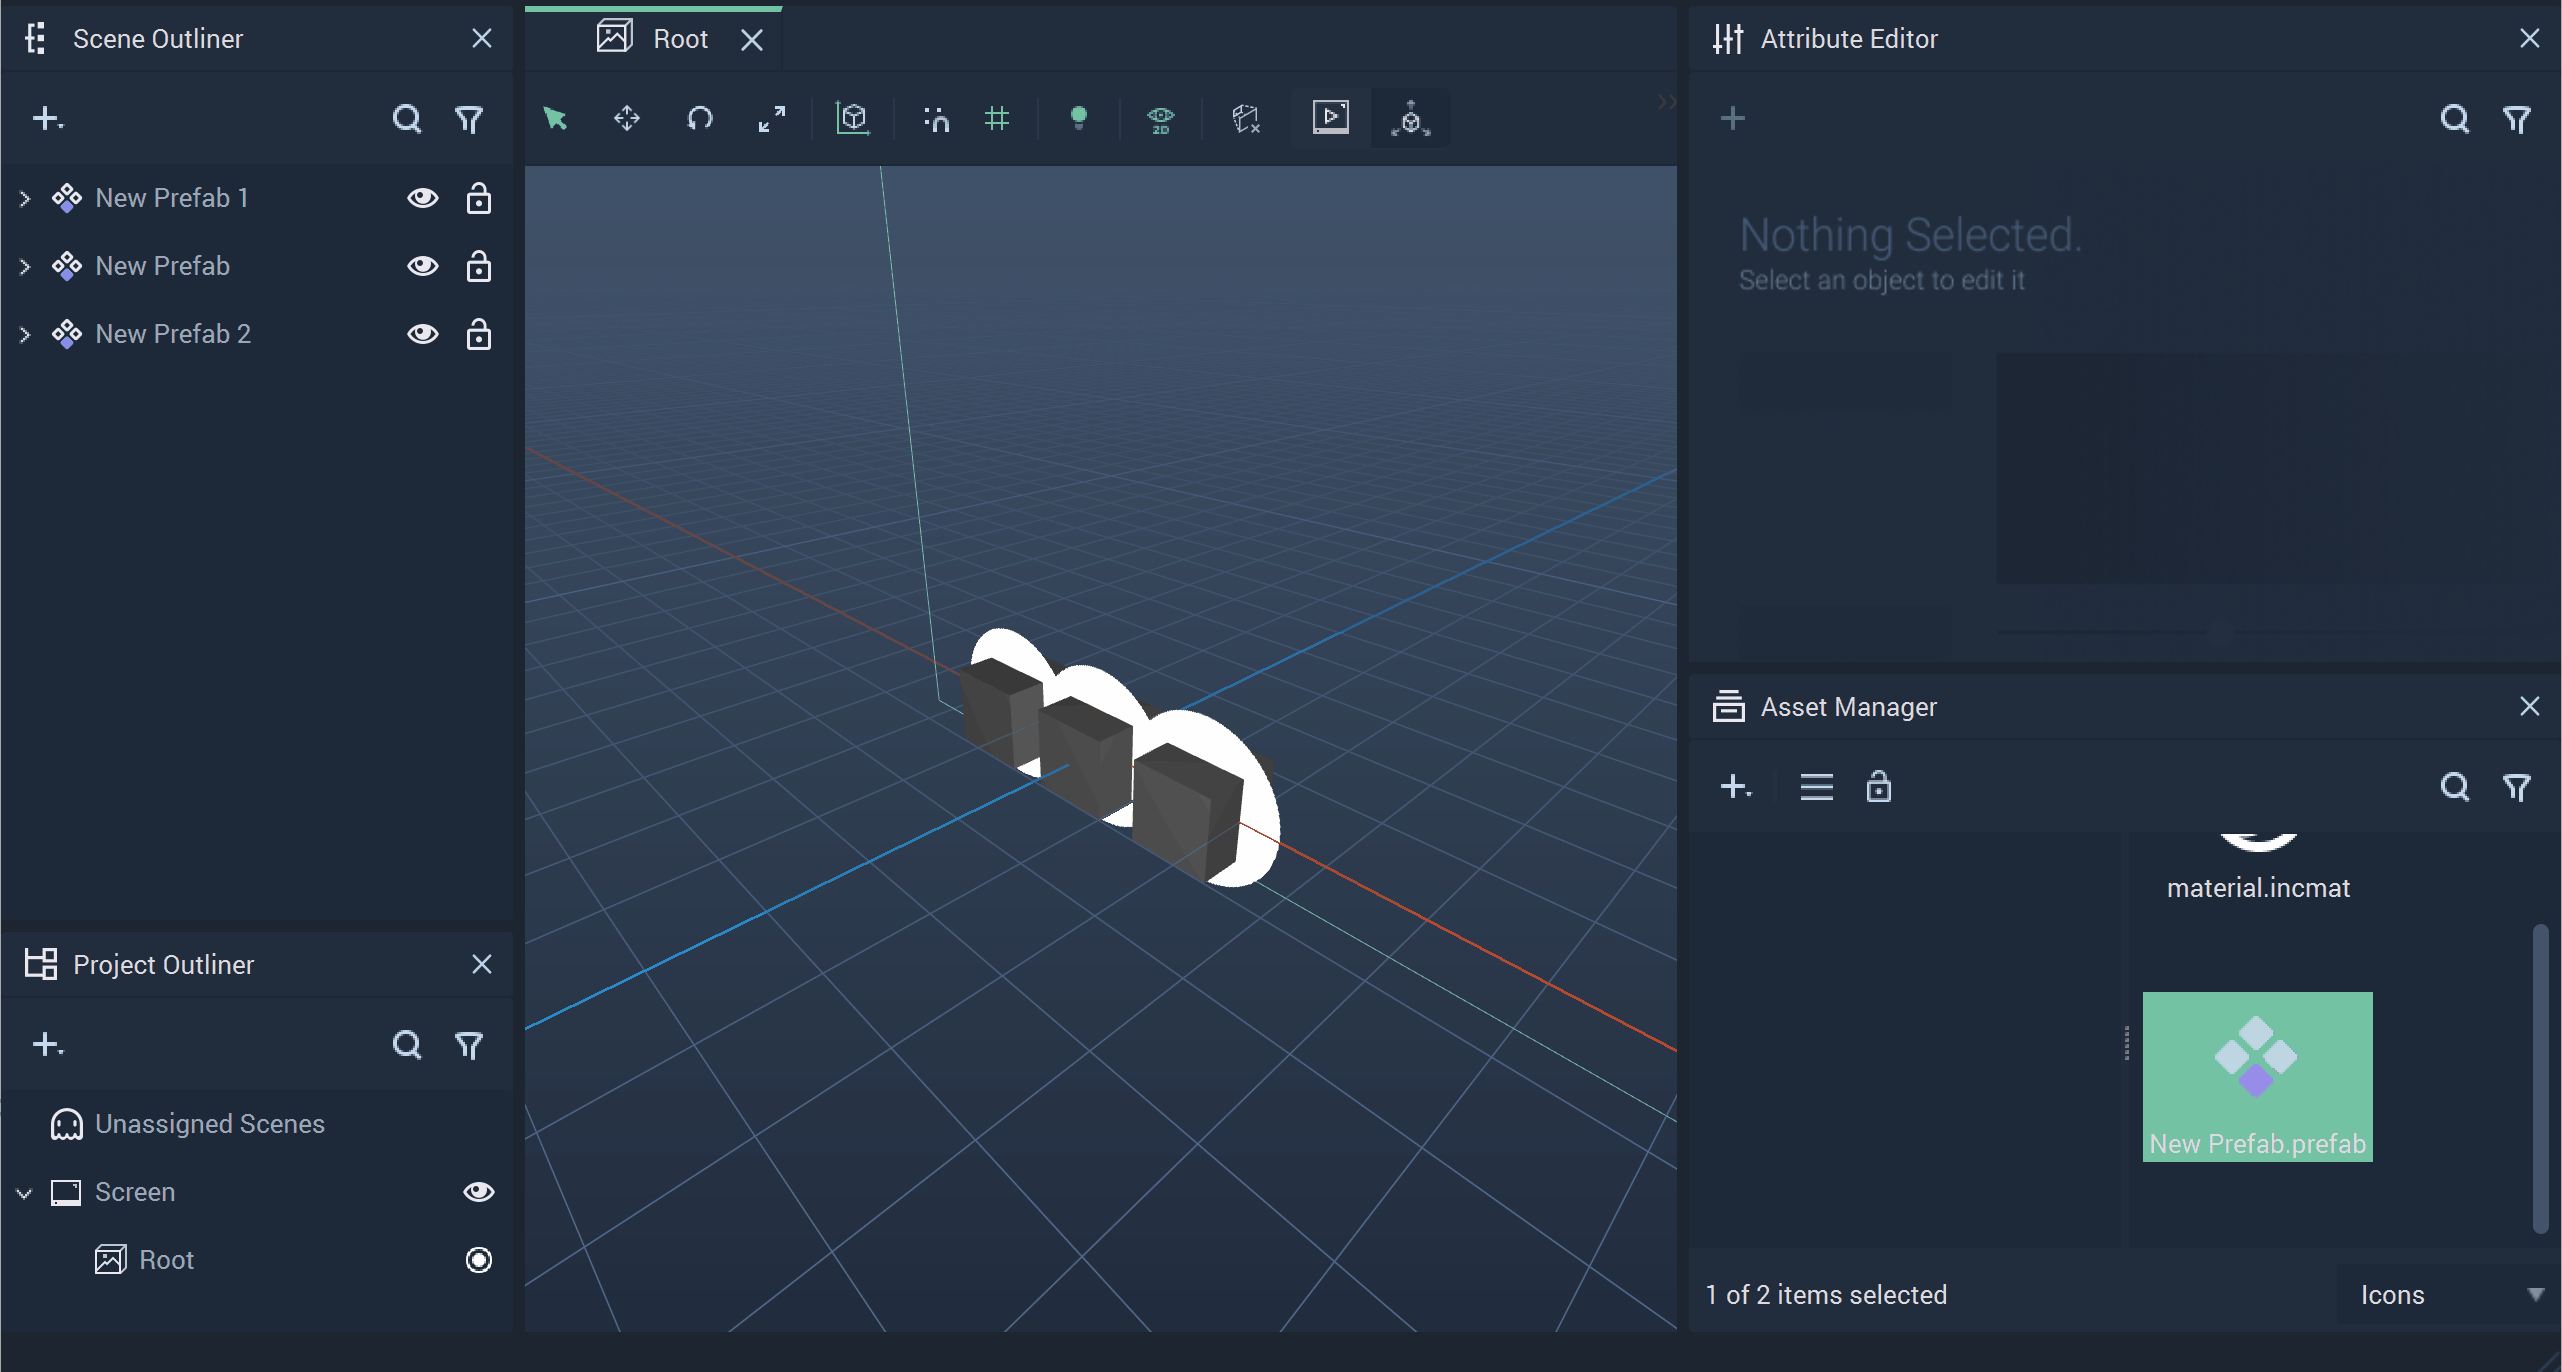 Scene Outliner
New Prefab 1
New Prefab
New Prefab 2
Project Outliner
Unassigned Scenes
Screen
Root
Root
2D
Attribute Editor
Nothing Selected.
Select an object to edit it
Asset Manager
material.incmat
New Prefab.prefab
1 of 2 items selected
Icons